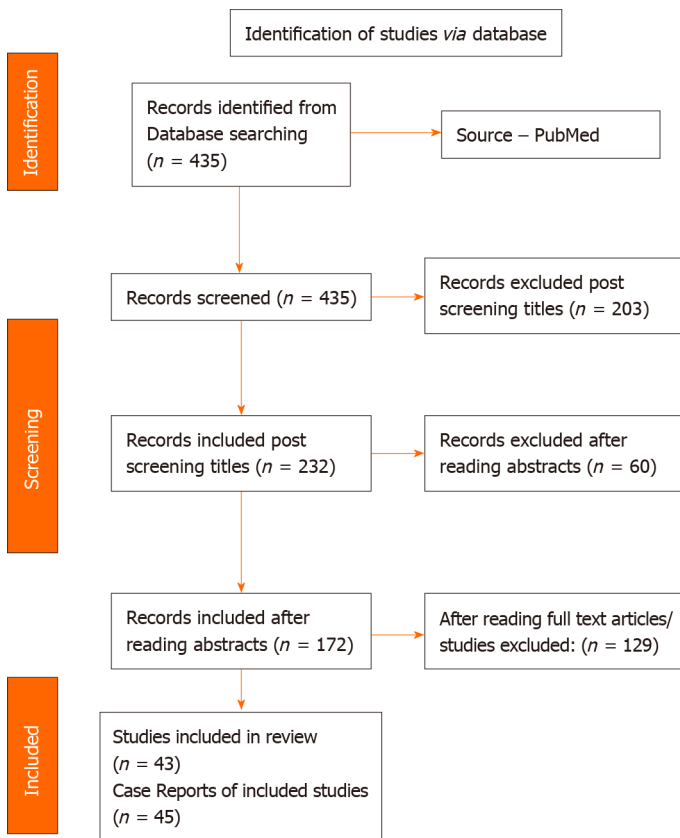 Identification of studies via database
Identification
Records identified from
Database searching
(n = 435)
Source – PubMed
Records screened (n = 435)
Records excluded post
screening titles (n = 203)
Screening
Records included post
screening titles (n = 232)
Records excluded after
reading abstracts (n = 60)
Records included after
reading abstracts (n = 172)
After reading full text articles/
studies excluded: (n = 129)
Included
Studies included in review
(n = 43)
Case Reports of included studies
(n = 45)